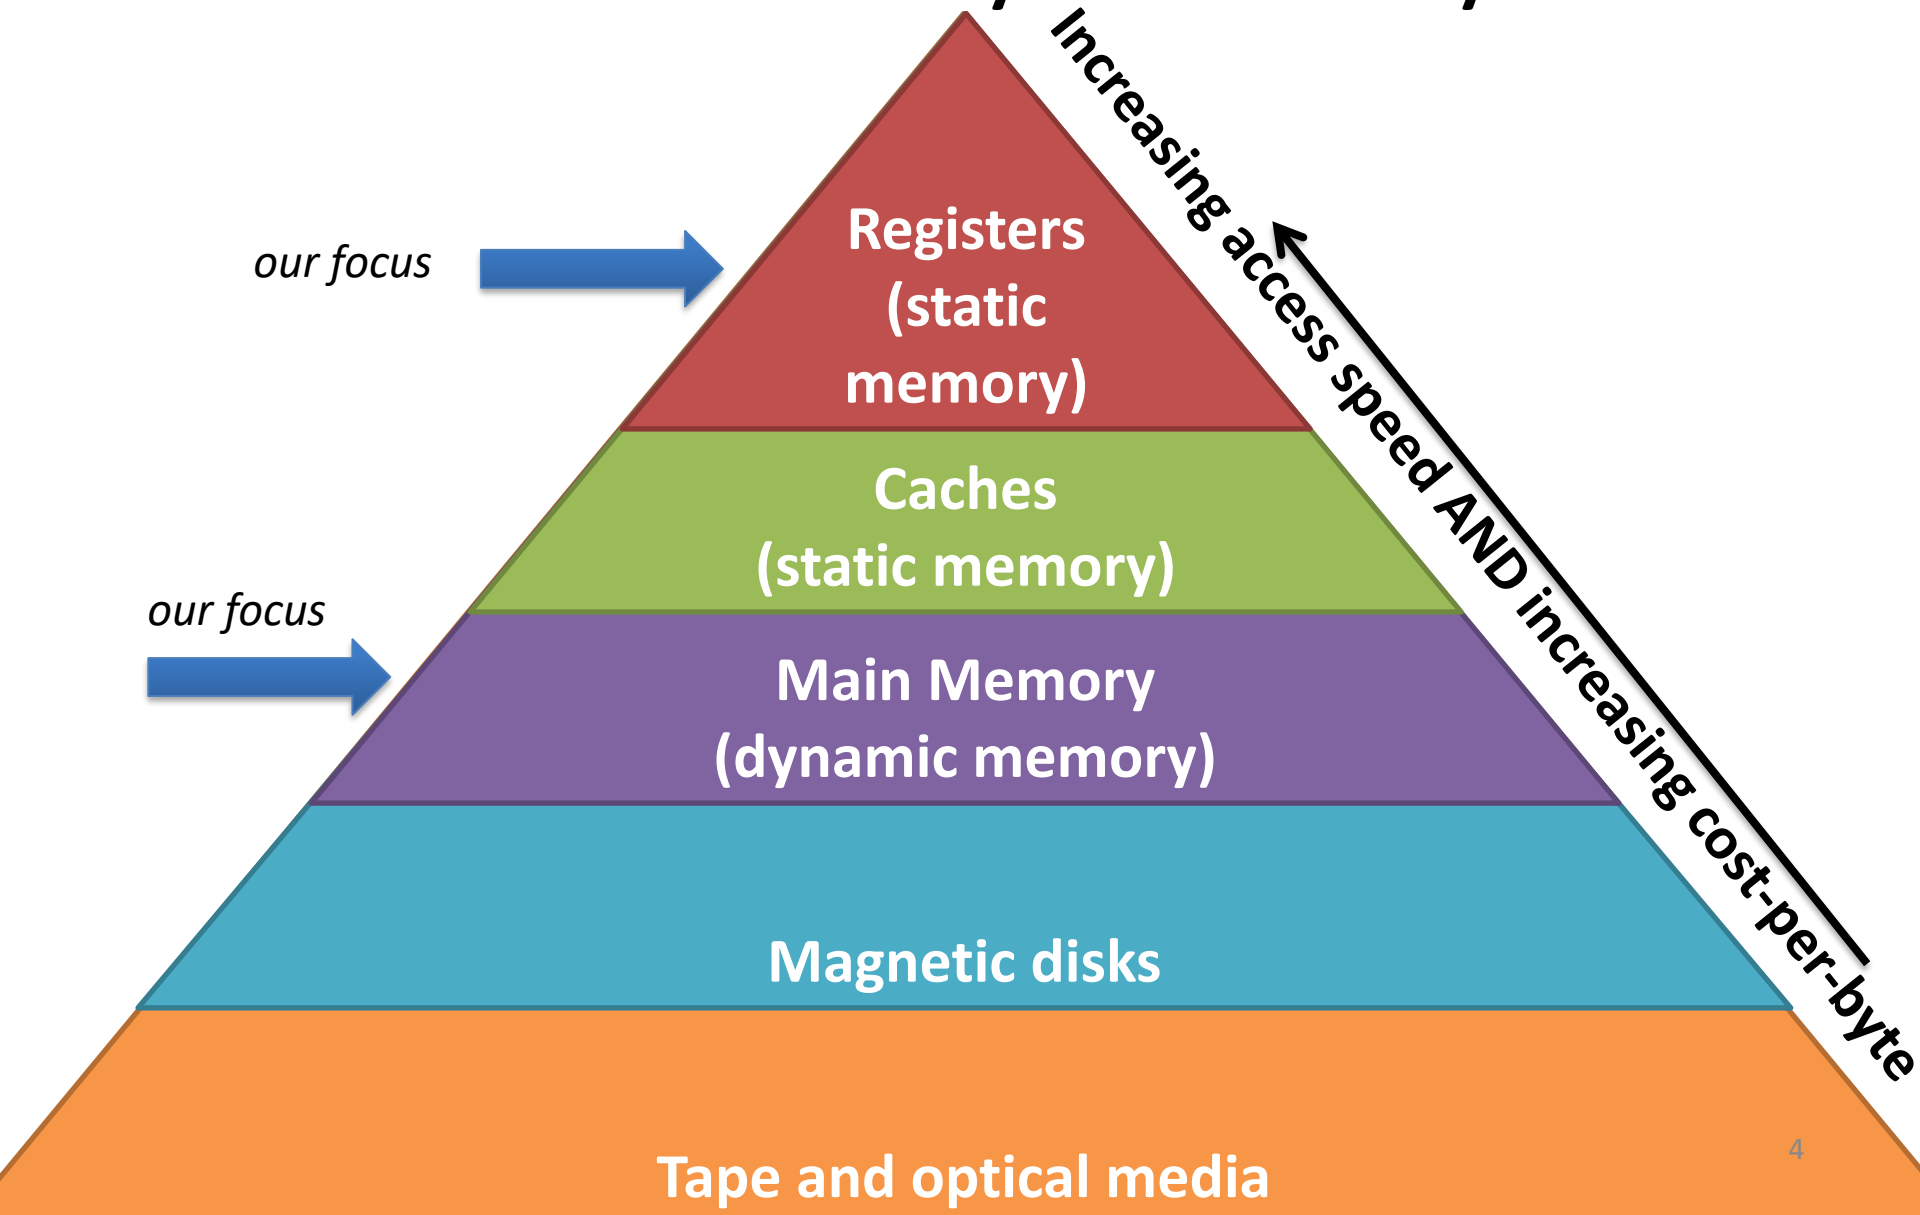 Increasing access speed AND increasing cost-per-byte
Registers
(static
memory)
our focus
Caches
(static memory)
our focus
Main Memory
(dynamic memory)
Magnetic disks
Tape and optical media
4